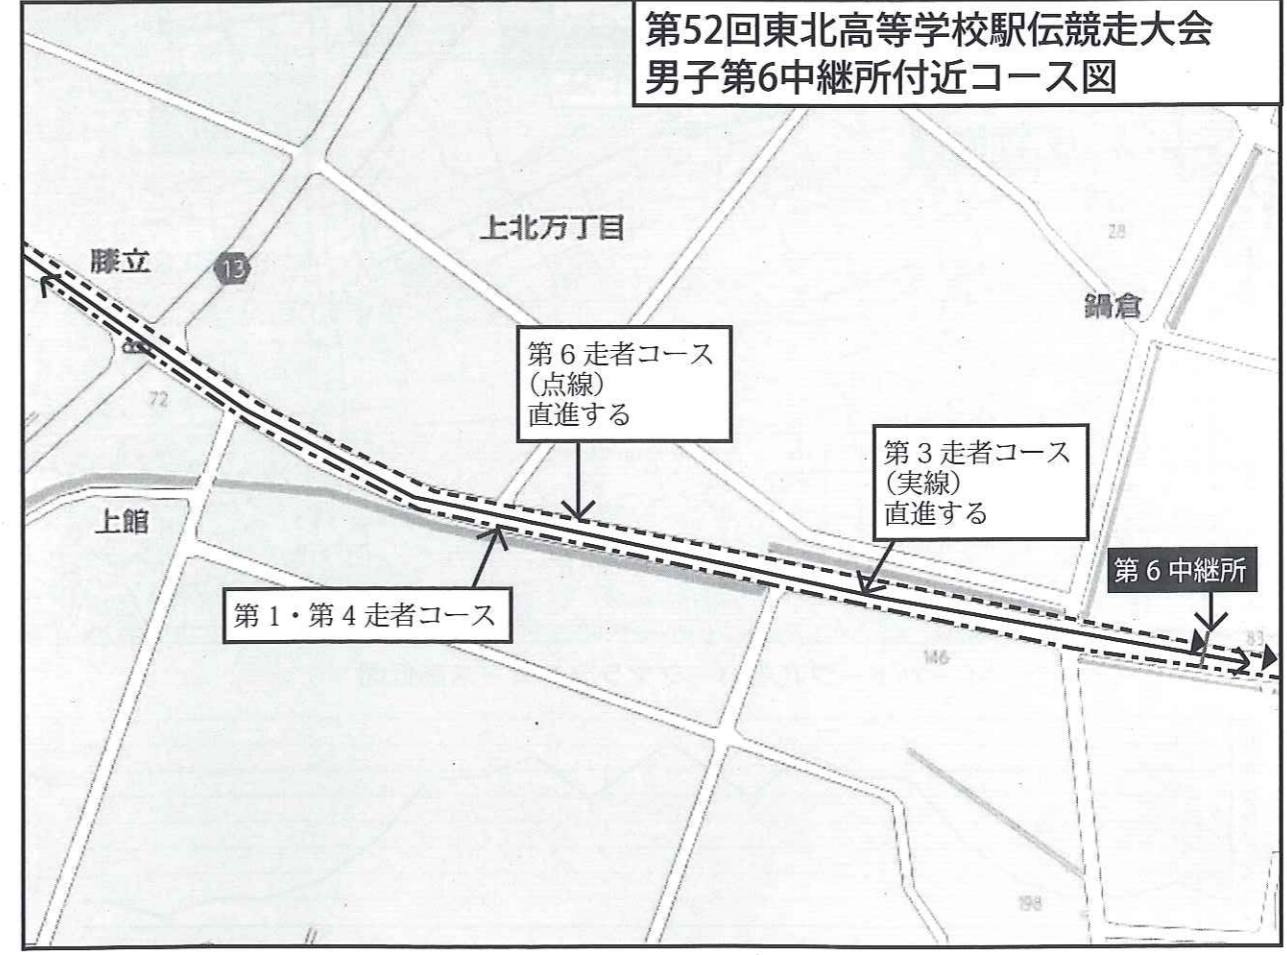 第52回東北高等学校駅伝競走大会
男子第6中継所付近コース図
上北万丁目
膝立
13
28
鍋倉
第6走者コース
(点線)
直進する
72
第3走者コース
(実線)
直進する
上館
第6中継所
第1・第4走者コース
83
146
198